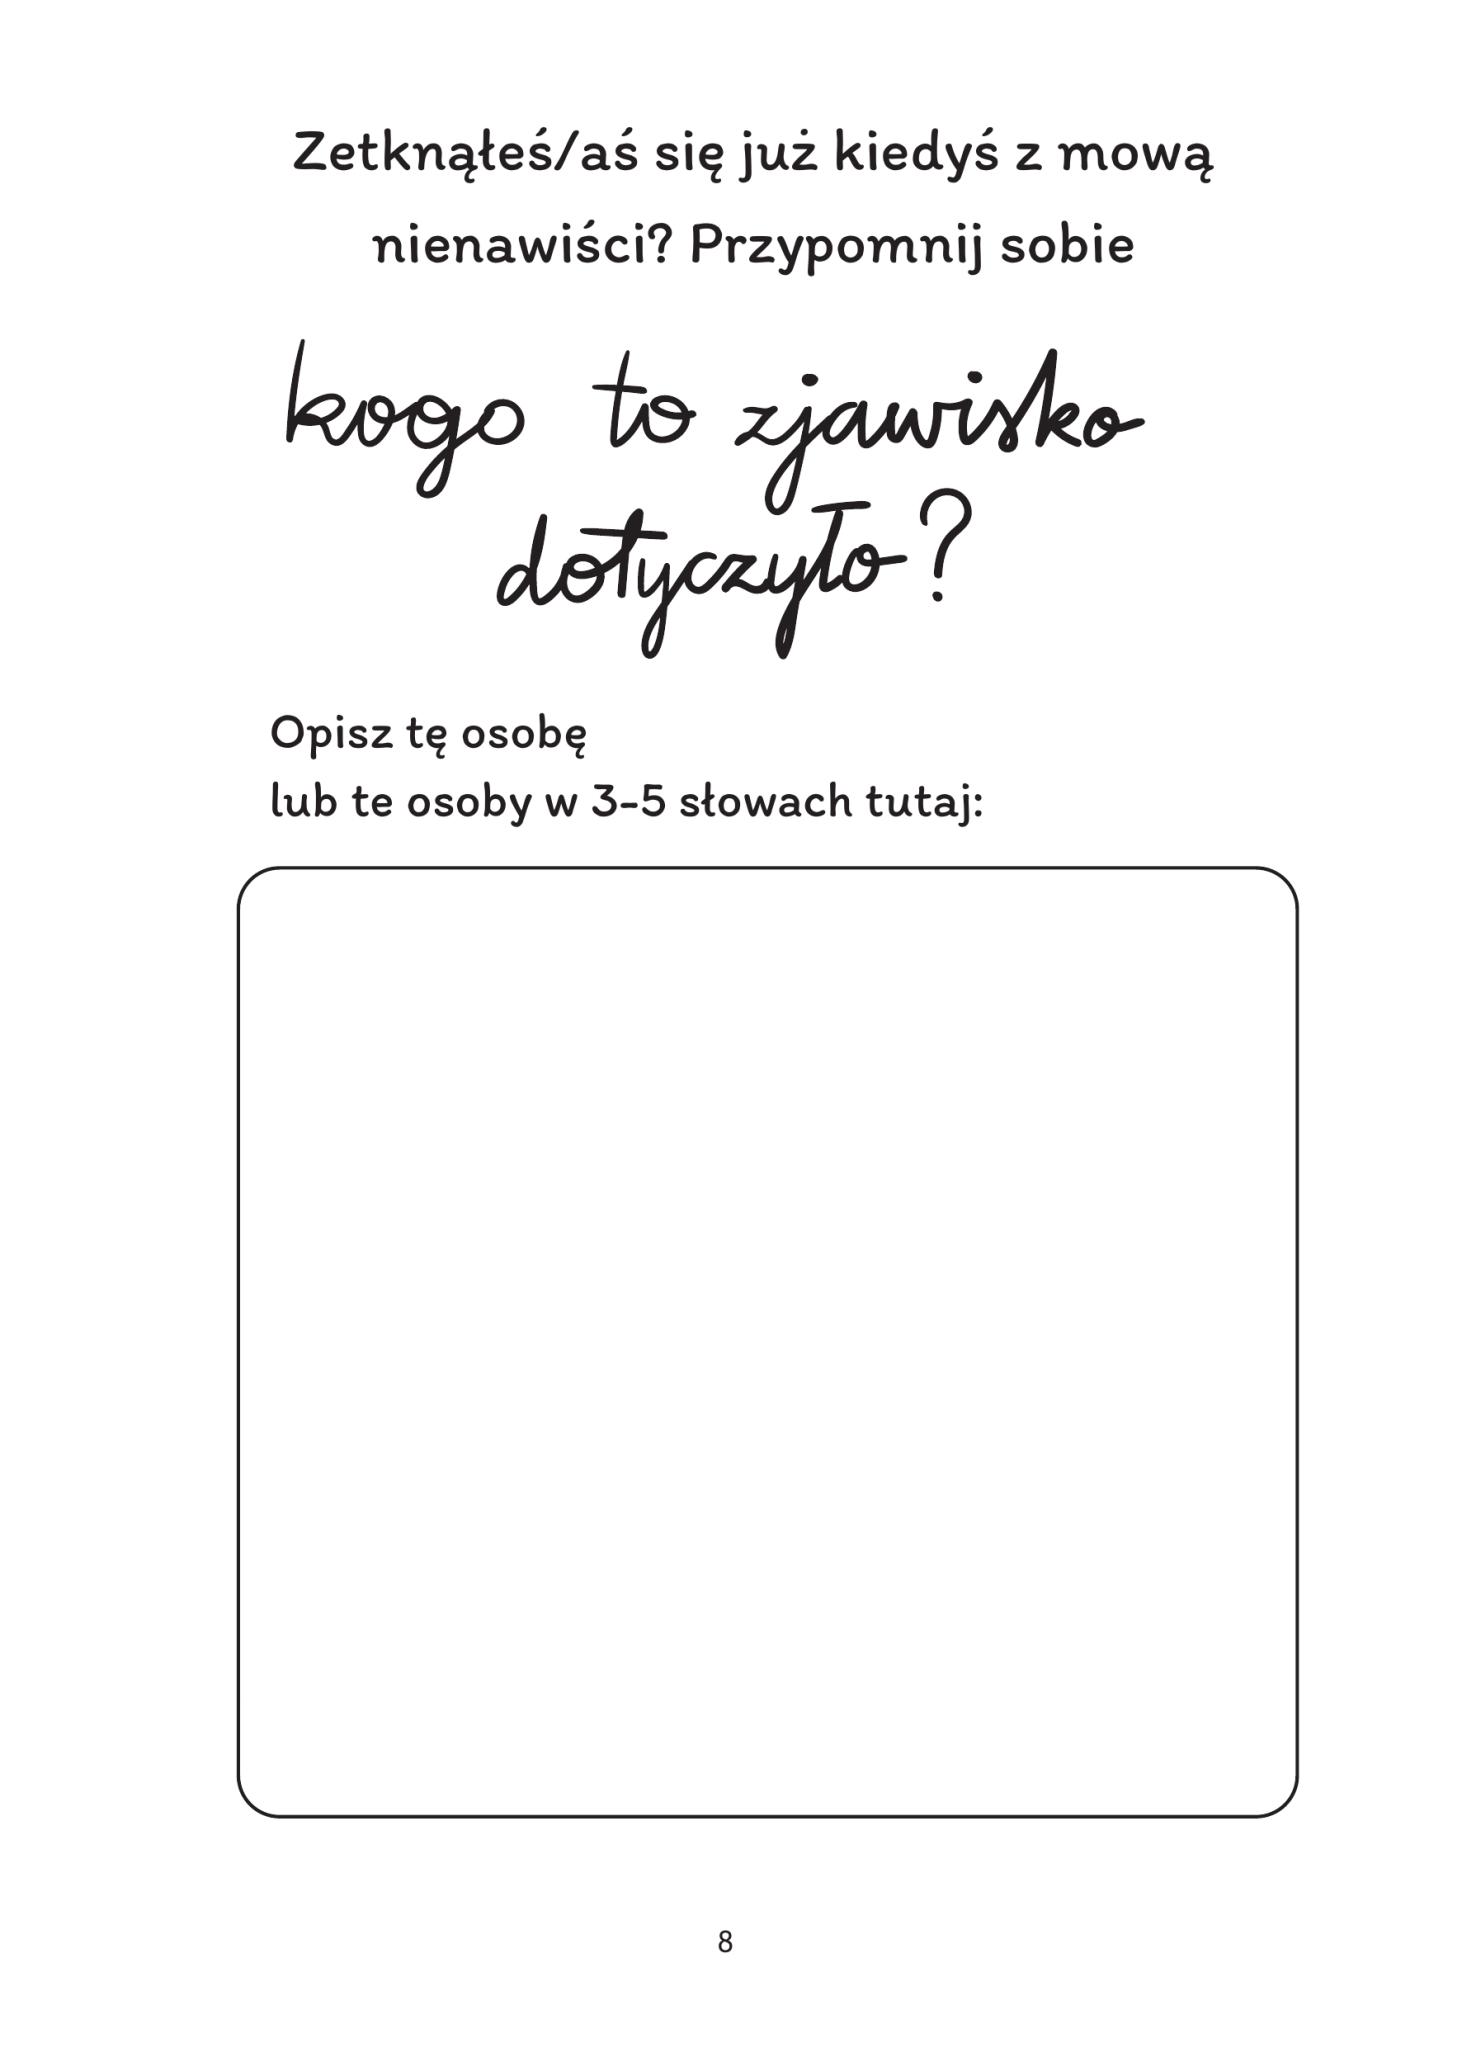 Zetknąłeś/aś się już kiedyś z mową
nienawiści? Przypomnij sobie
kogo to zjawisko
dotyczyło?
Opisz tę osobę
lub te osoby w 3-5 słowach tutaj:
8